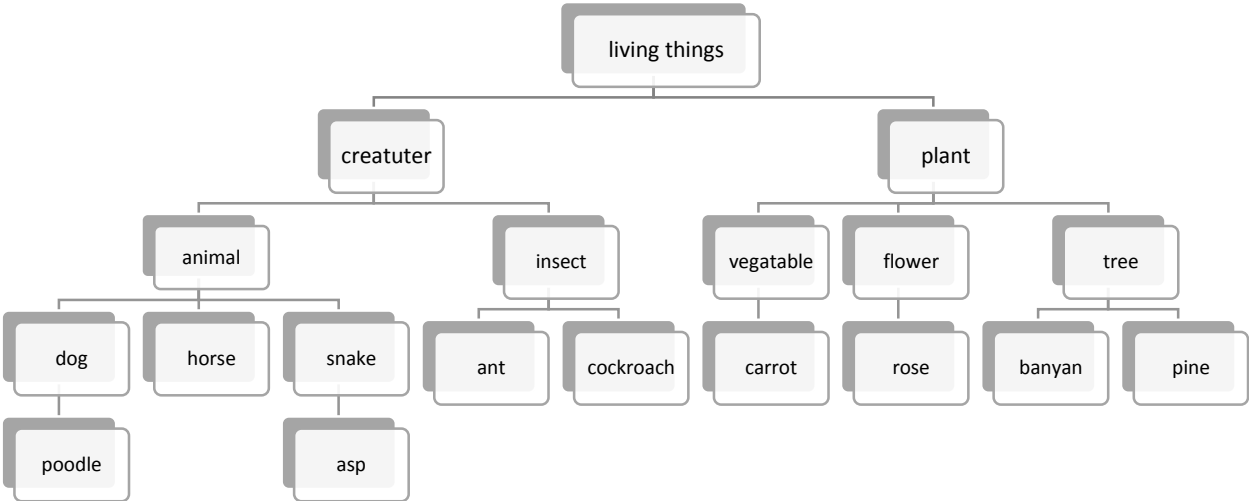 living things
creatuter
plant
animal
insect
vegatable
flower
tree
dog
horse
snake
ant
cockroach
carrot
rose
banyan
pine
poodle
asp